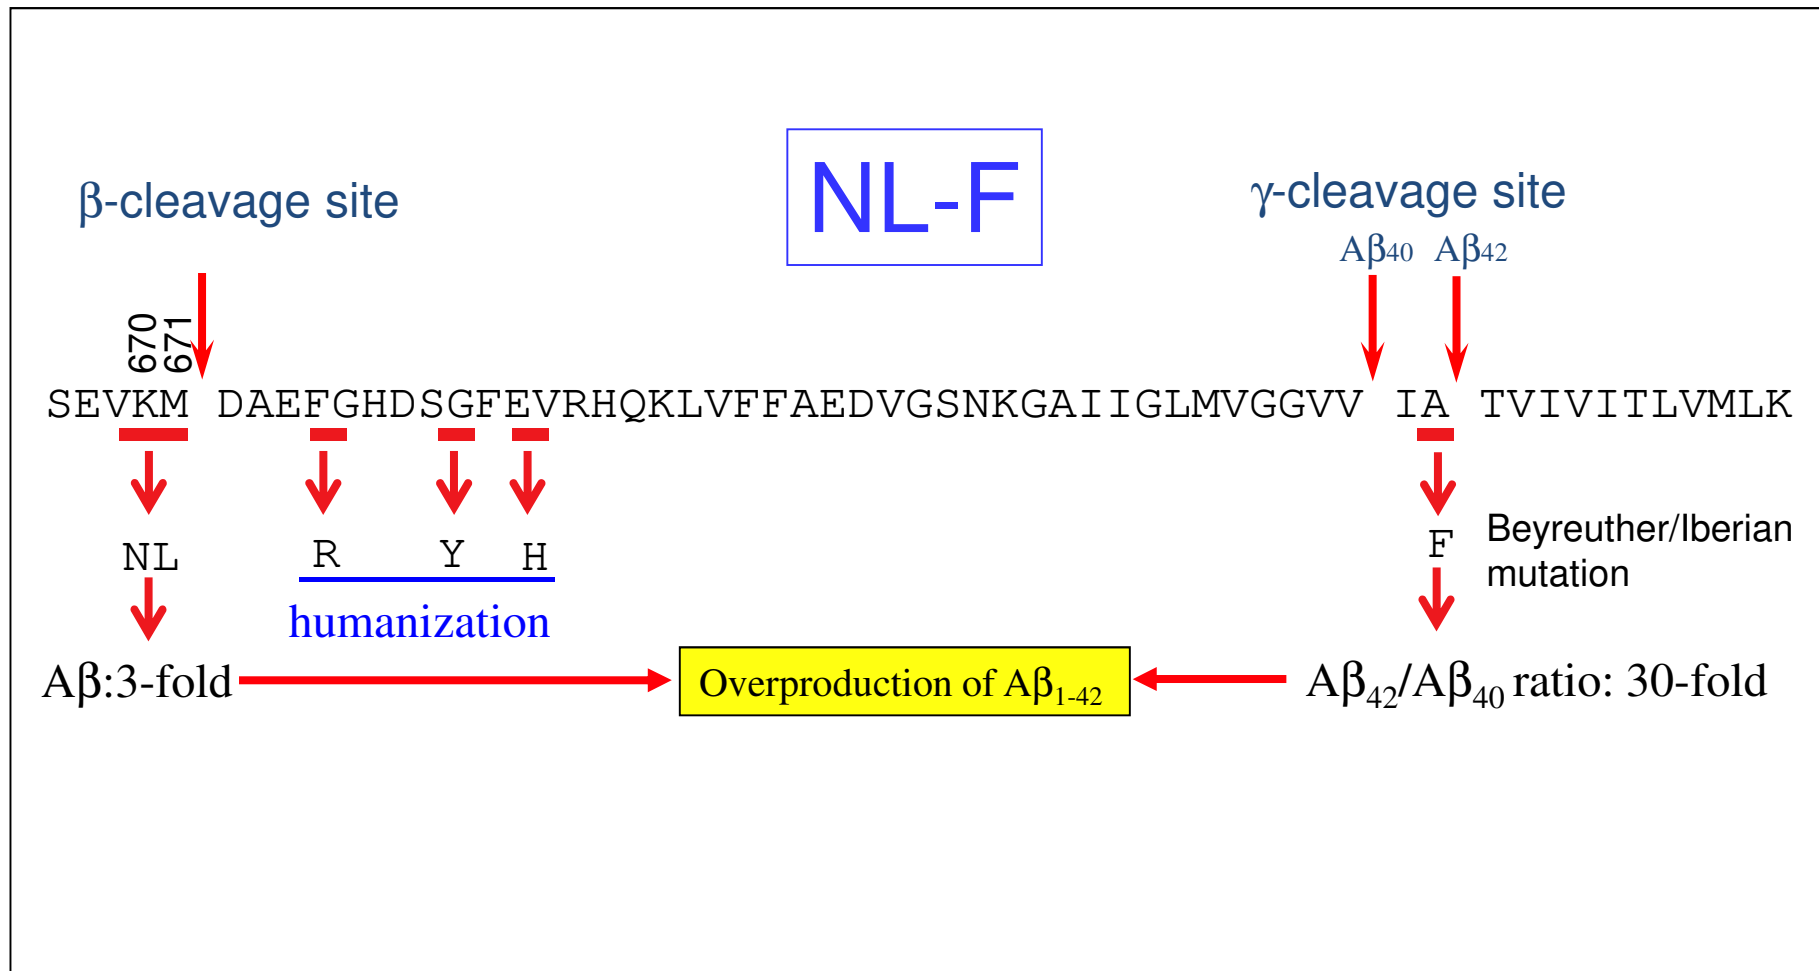 NL-F
β-cleavage site
γ-cleavage site
Aβ40 Aβ42
670
671
SEVKM DAEFGHDSGFEVRHQKLVFFAEDVGSNKGAIIGLMVGGVV IA TVIVITLVMLK
NL R Y H F
Beyreuther/Iberian
mutation
humanization
Aβ:3-fold
Overproduction of Aβ1-42
Aβ42/Aβ40 ratio: 30-fold